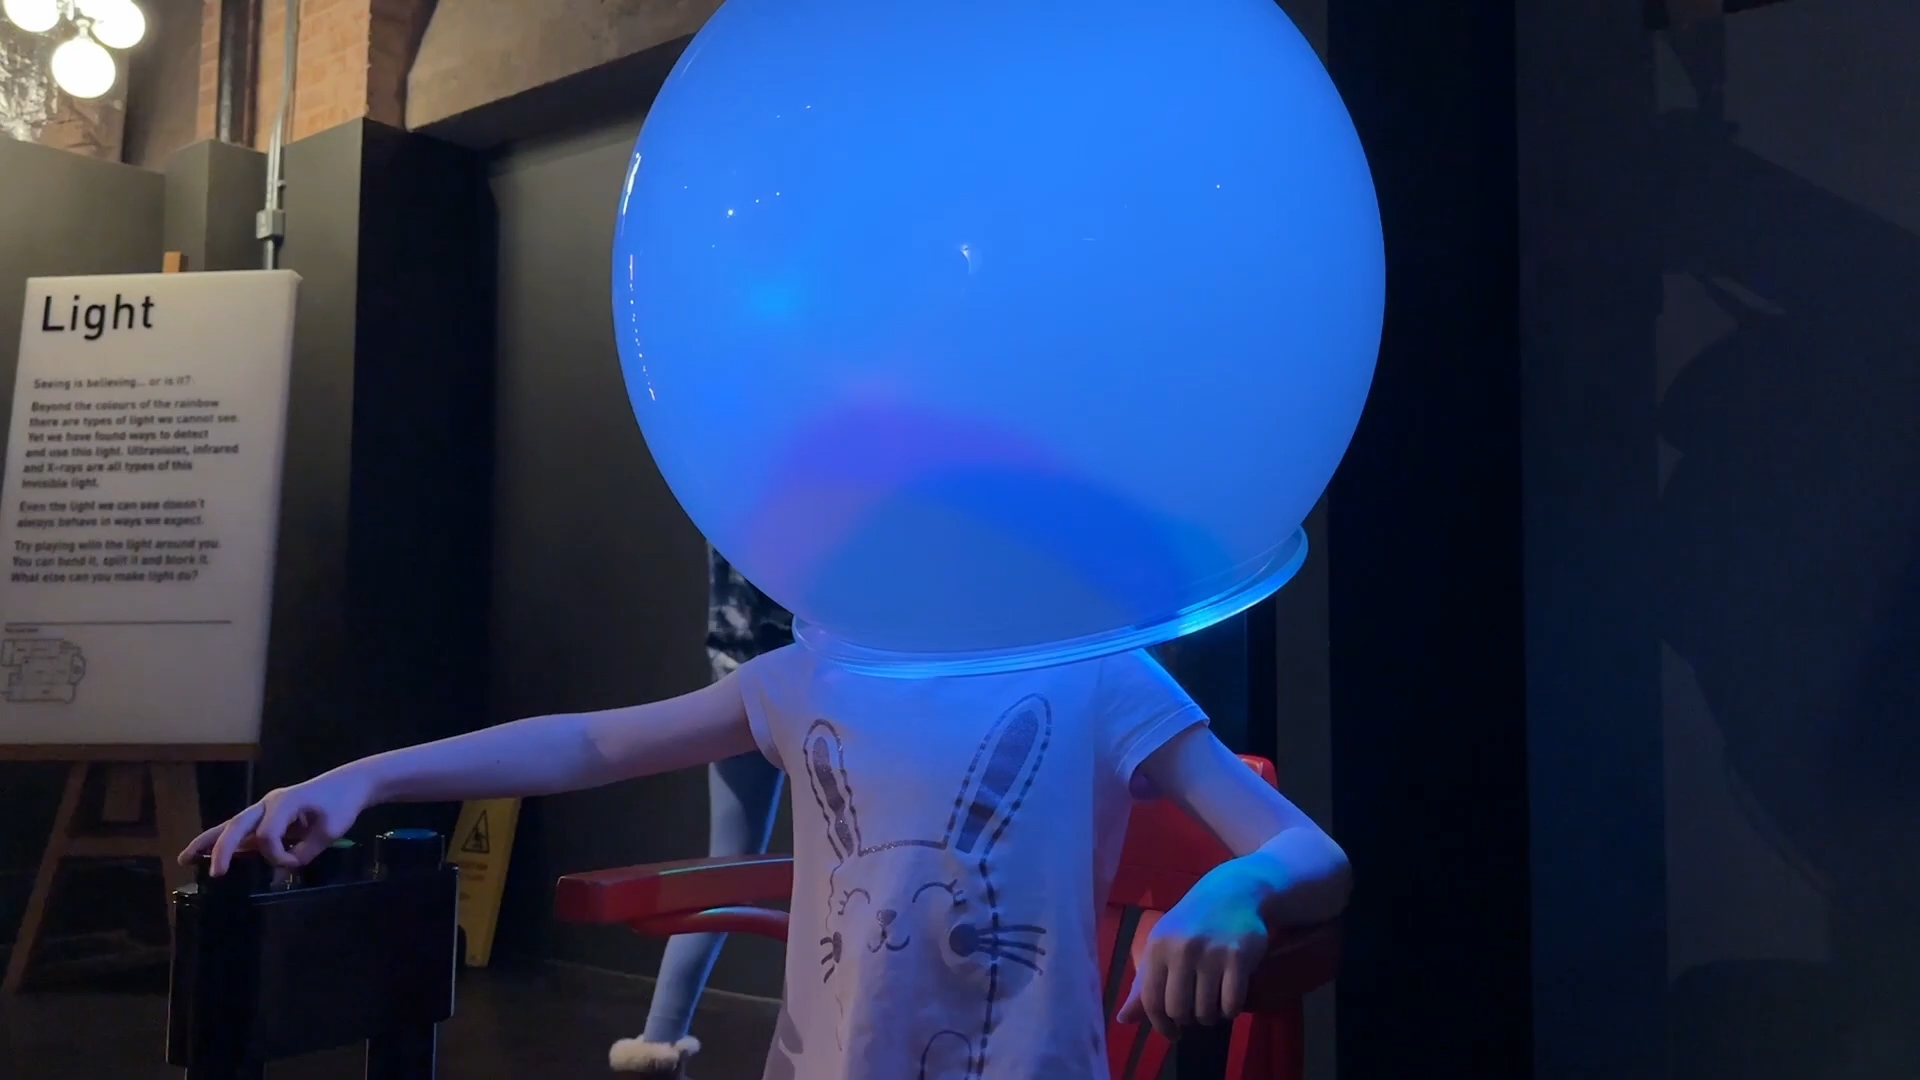 Light
Seeing is believing... or is it?
Beyond the colours of the rainbow
there are types of light we cannot see.
Yet we have found ways to detect
and use this light. Ultraviolet, infrared
and X-rays are all types of this
invisible light.
Even the light we can see doesn't
always behave in ways we expect.
Try playing with the light around you.
You can bend it, split it and block it.
What else can you make light do?